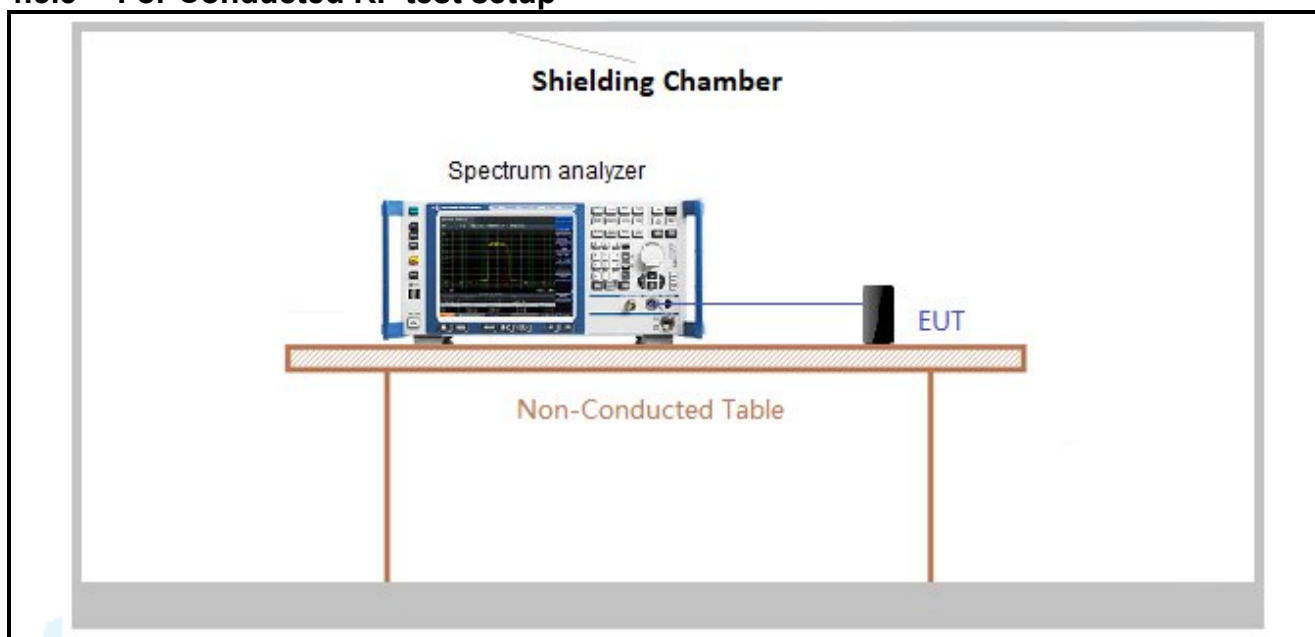 For Conducted RF test setup
Shielding Chamber
Spectrum analyzer
EUT
Non-Conducted Table